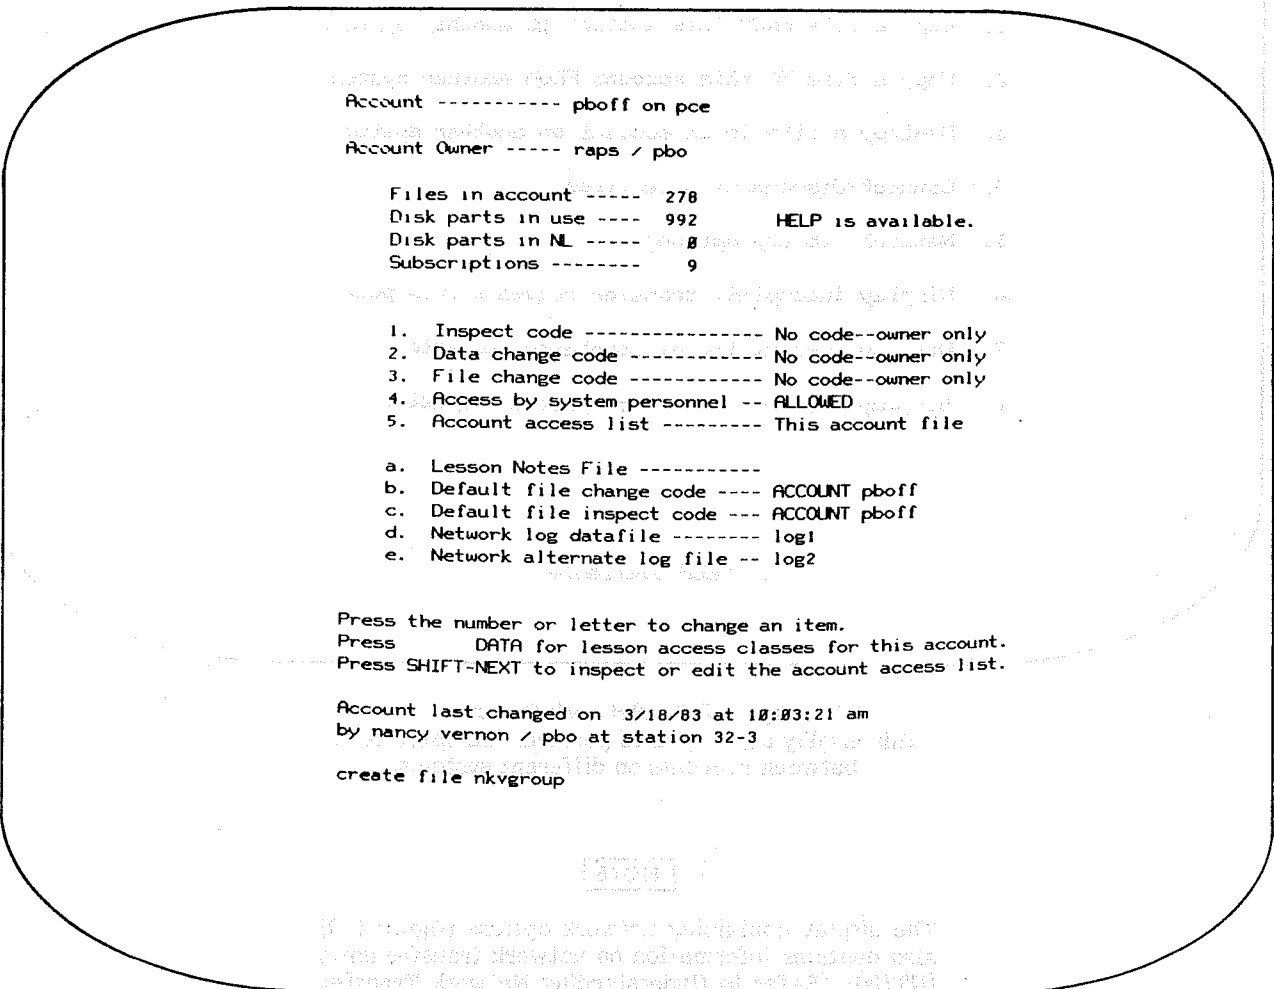 Account ----------- pboff on pce
Account Owner ----- raps / pbo
Files in account ----- 278
Disk parts in use ---- 992 HELP is available.
Disk parts in NL ----- 0
Subscriptions -------- 9
1. Inspect code ---------------- No code--owner only
2. Data change code ------------ No code--owner only
3. File change code ------------ No code--owner only
4. Access by system personnel -- ALLOWED
5. Account access list --------- This account file
a. Lesson Notes File -----------
b. Default file change code ---- ACCOUNT pboff
c. Default file inspect code --- ACCOUNT pboff
d. Network log datafile -------- log1
e. Network alternate log file -- log2
Press the number or letter to change an item.
Press DATA for lesson access classes for this account.
Press SHIFT-NEXT to inspect or edit the account access list.
Account last changed on 3/18/83 at 10:03:21 am
by nancy vernon / pbo at station 32-3
create file nkvgroup